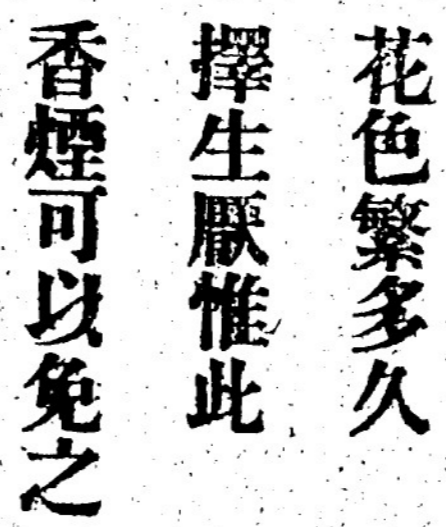 花色繁多久
擇生厭惟此
香煙可以免之